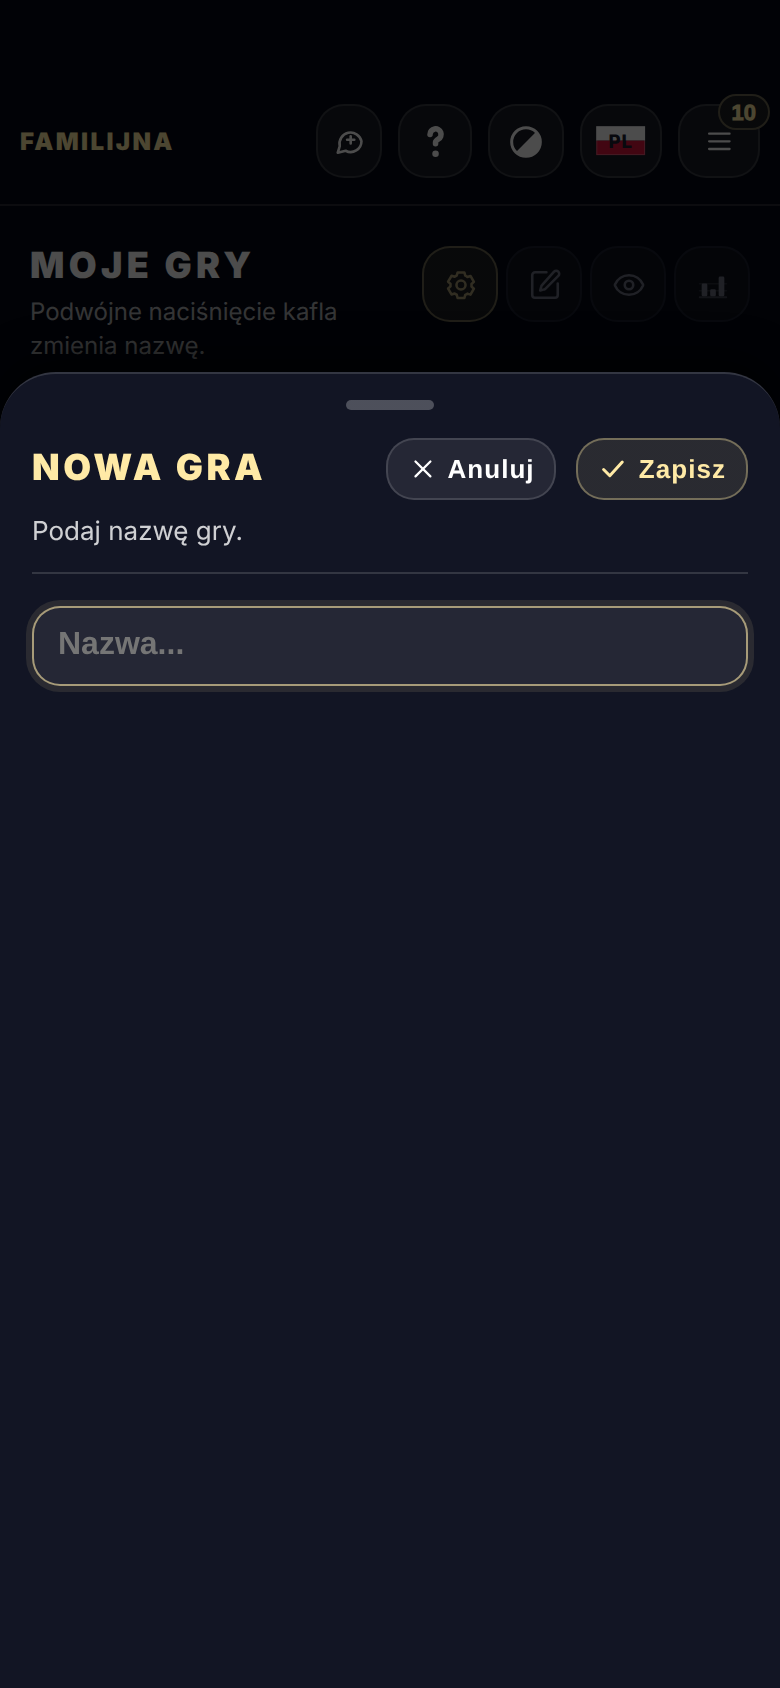 FAMILIJNA
?
PL
10
MOJE GRY
Podwójne naciśnięcie kafla
zmienia nazwę.
NOWA GRA
Anuluj
Zapisz
Podaj nazwę gry.
Nazwa...